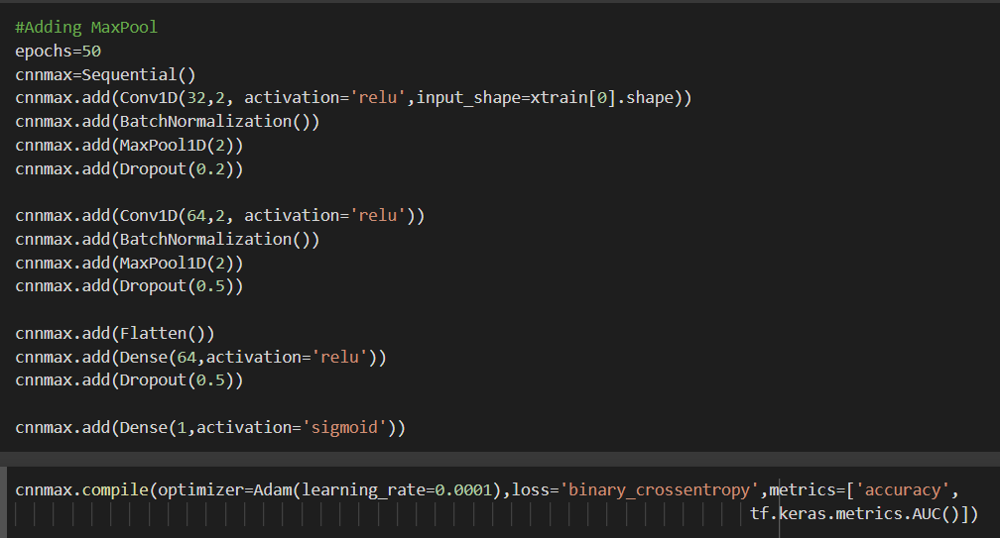 #Adding MaxPool
epochs=50
cnnmax=Sequential()
cnnmax.add(Conv1D(32,2, activation='relu',input_shape=xtrain[0].shape))
cnnmax.add(BatchNormalization())
cnnmax.add(MaxPool1D(2))
cnnmax.add(Dropout(0.2))
cnnmax.add(Conv1D(64,2, activation='relu'))
cnnmax.add(BatchNormalization())
cnnmax.add(MaxPool1D(2))
cnnmax.add(Dropout(0.5))
cnnmax.add(Flatten())
cnnmax.add(Dense(64,activation='relu'))
cnnmax.add(Dropout(0.5))
cnnmax.add(Dense(1,activation='sigmoid'))
cnnmax.compile(optimizer=Adam(learning_rate=0.0001),loss='binary_crossentropy',metrics=['accuracy',
tf.keras.metrics.AUC()])